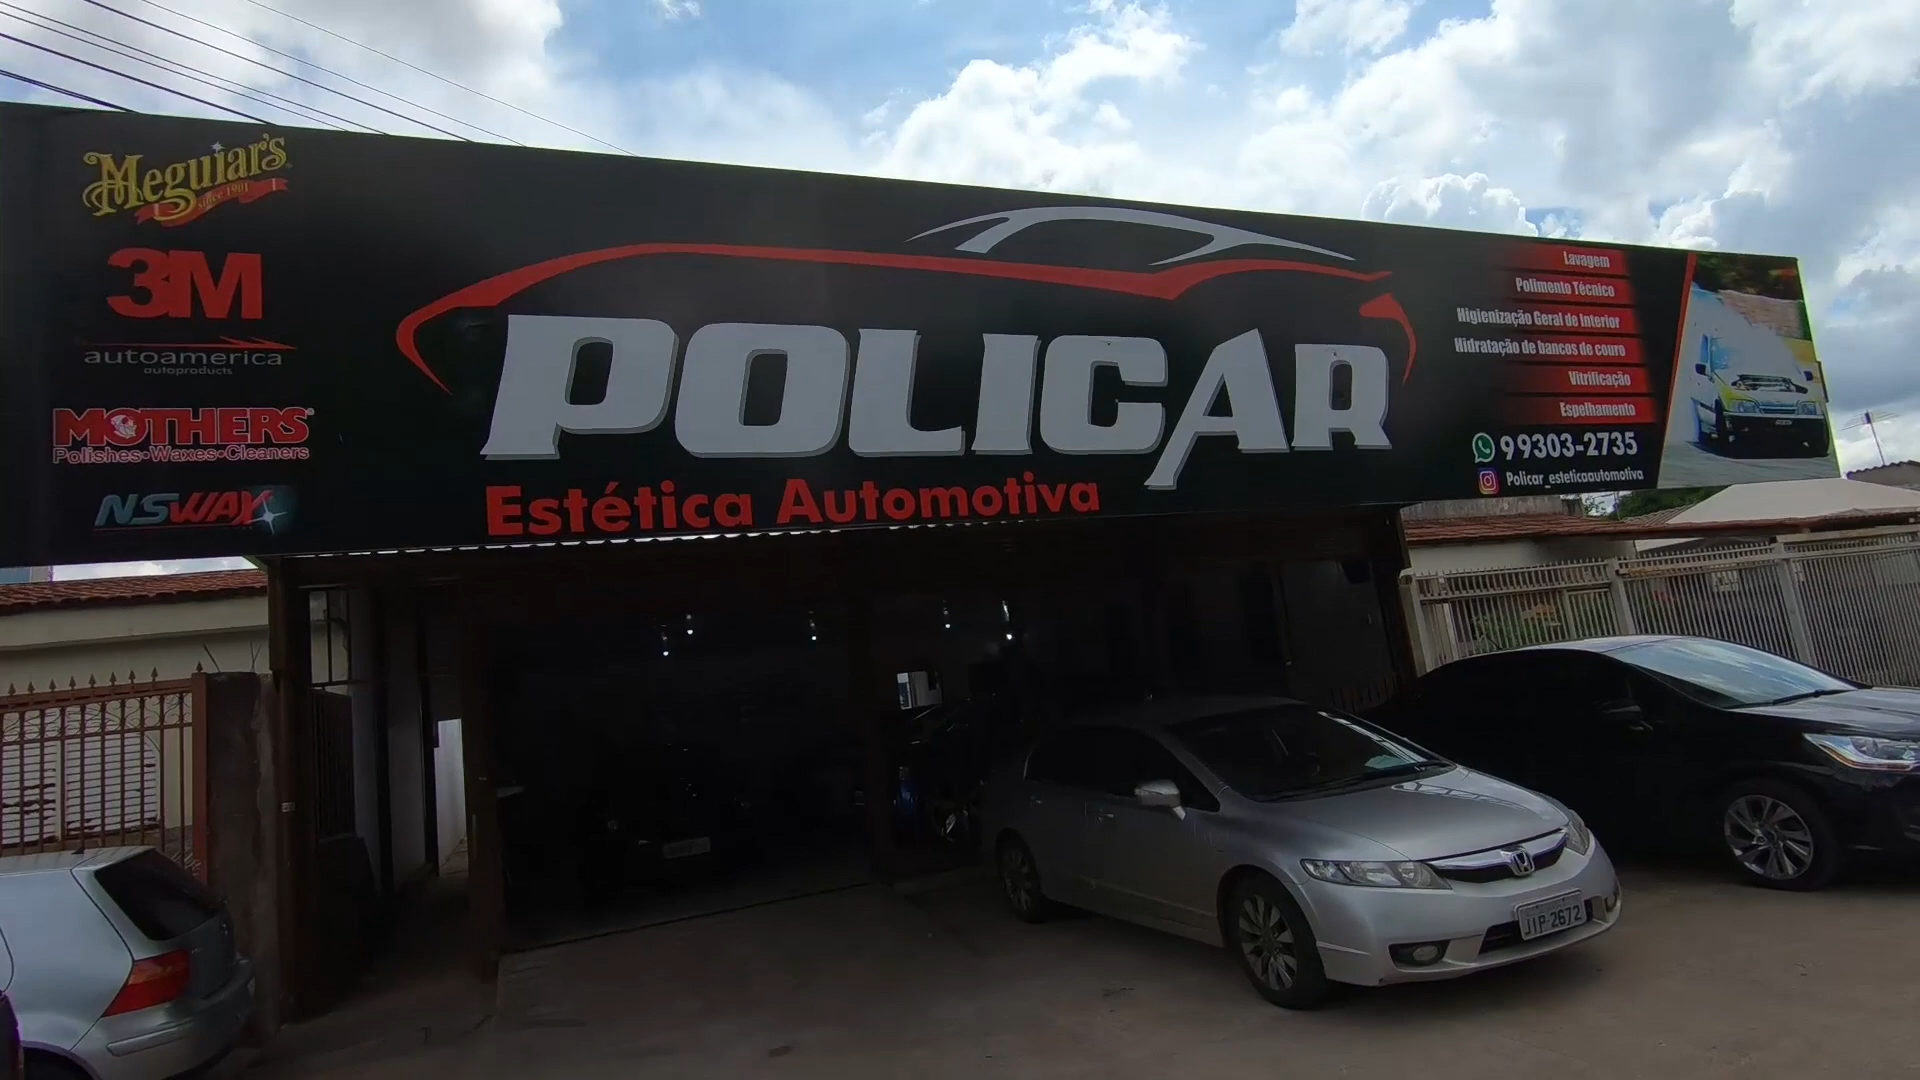 Meguiar's
since 1901
3M
autoamerica
autoproducts
MOTHERS®
Polishes•Waxes•Cleaners
NSWAY
POLICAR
Estética Automotiva
Lavagem
Polimento Técnico
Higienização Geral de Interior
Hidratação de bancos de couro
Vitrificação
Espelhamento
99303-2735
Policar_esteticaautomotiva
JIP-2672